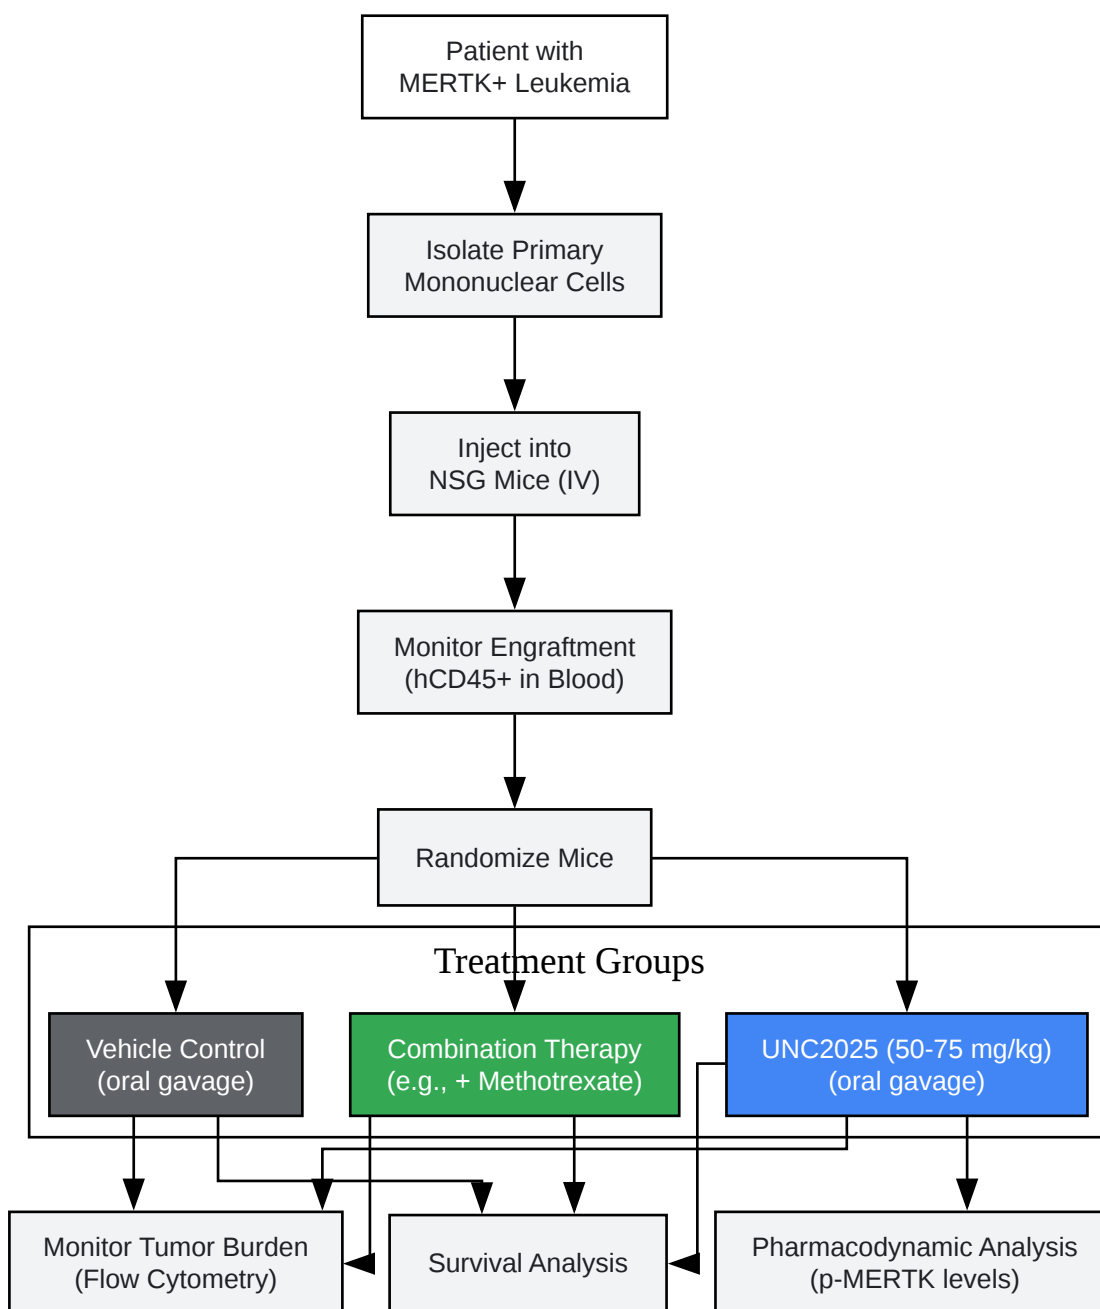 Patient with
MERTK+ Leukemia
Isolate Primary
Mononuclear Cells
Inject into
NSG Mice (IV)
Monitor Engraftment
(hCD45+ in Blood)
Randomize Mice
Treatment Groups
Vehicle Control
(oral gavage)
Combination Therapy
(e.g., + Methotrexate)
UNC2025 (50-75 mg/kg)
(oral gavage)
Monitor Tumor Burden
(Flow Cytometry)
Survival Analysis
Pharmacodynamic Analysis
(p-MERTK levels)